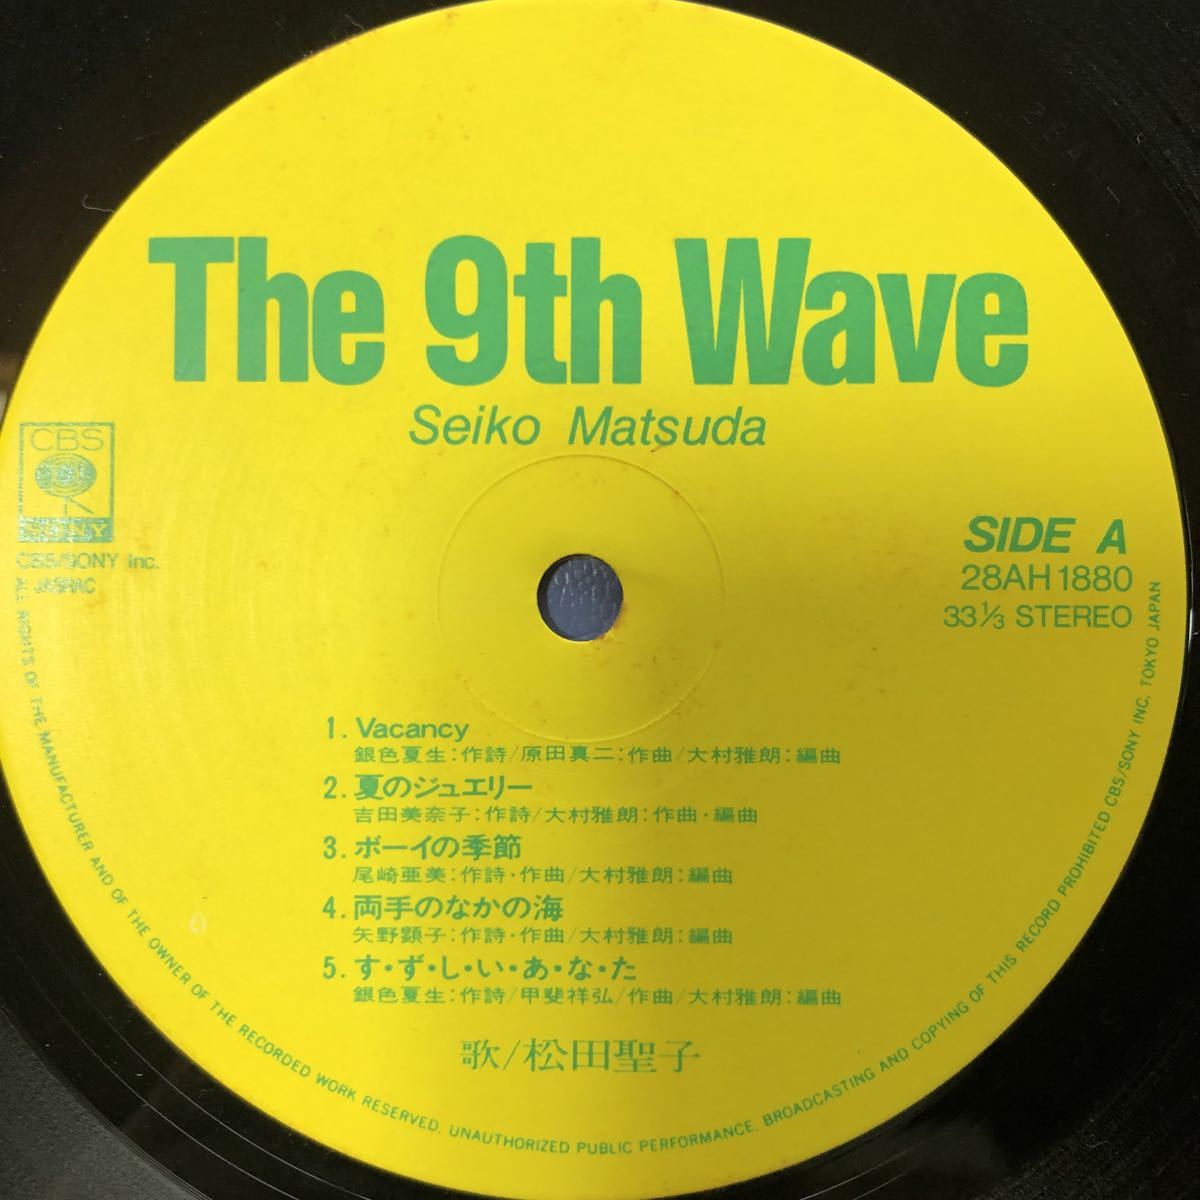 The 9th Wave
Seiko Matsuda
CBS
SONY
CBS/SONY Inc.
JASRAC
SIDE A
28AH1880
33⅓ STEREO
1. Vacancy
銀色夏生:作詩/原田真二:作曲/大村雅朗:編曲
2. 夏のジュエリー
吉田美奈子:作詩/大村雅朗:作曲・編曲
3. ボーイの季節
尾崎亜美:作詩・作曲/大村雅朗:編曲
4. 両手のなかの海
矢野顕子:作詩・作曲/大村雅朗:編曲
5. す・ず・し・い・あ・な・た
銀色夏生:作詩/甲斐祥弘/作曲/大村雅朗:編曲
歌/松田聖子
ALL RIGHTS OF THE MANUFACTURER AND OF THE OWNER OF THE RECORDED WORK RESERVED. UNAUTHORIZED PUBLIC PERFORMANCE, BROADCASTING AND COPYING OF THIS RECORD PROHIBITED CBS/SONY INC. TOKYO JAPAN